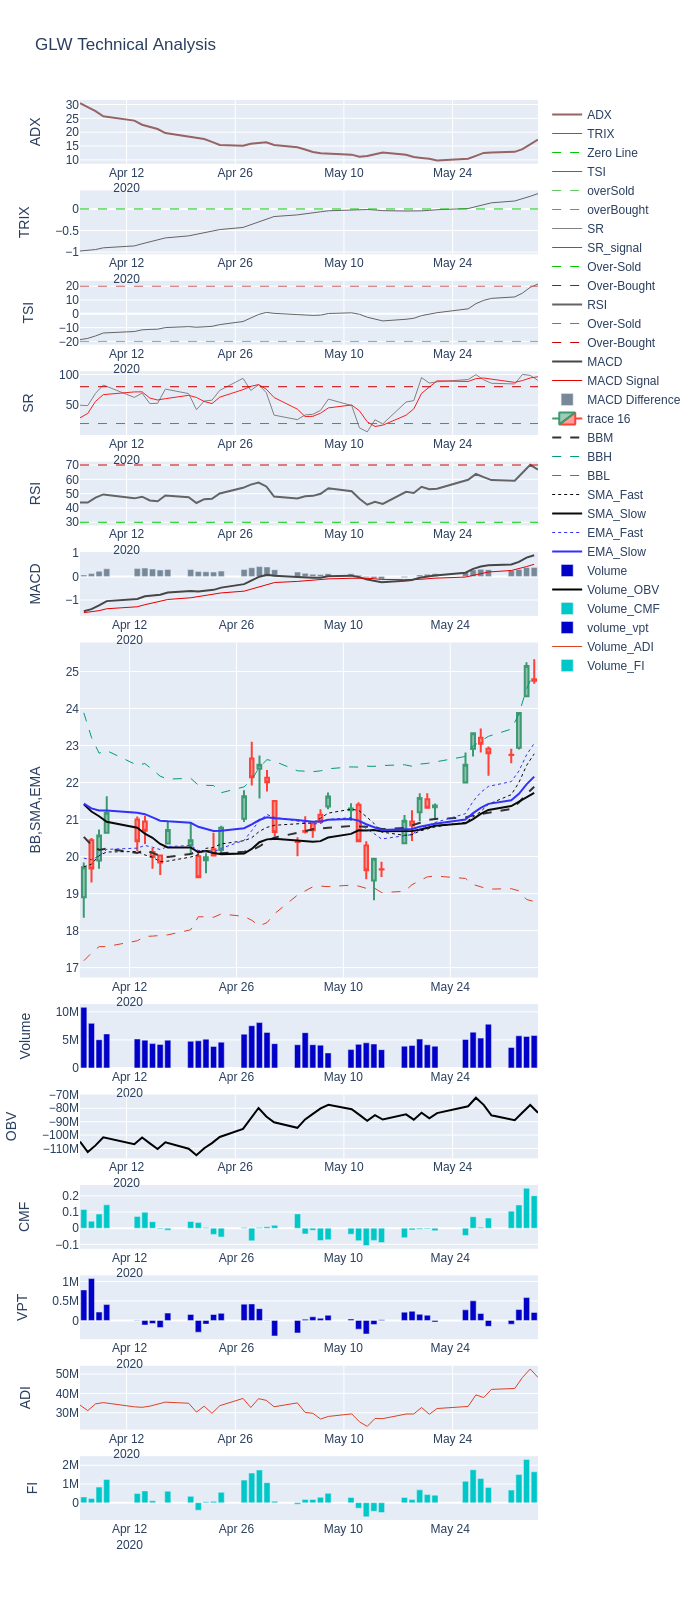 GLW Technical Analysis
ADX
30
25
20
15
10
Apr 12
2020
Apr 26
May 10
May 24
TRIX
0
−0.5
−1
Apr 12
2020
Apr 26
May 10
May 24
TSI
20
10
0
−10
−20
Apr 12
2020
Apr 26
May 10
May 24
SR
100
50
Apr 12
2020
Apr 26
May 10
May 24
RSI
70
60
50
40
30
Apr 12
2020
Apr 26
May 10
May 24
MACD
1
0
−1
Apr 12
2020
Apr 26
May 10
May 24
BB,SMA,EMA
25
24
23
22
21
20
19
18
17
Apr 12
2020
Apr 26
May 10
May 24
Volume
10M
5M
0
Apr 12
2020
Apr 26
May 10
May 24
OBV
−70M
−80M
−90M
−100M
−110M
Apr 12
2020
Apr 26
May 10
May 24
CMF
0.2
0.1
0
−0.1
Apr 12
2020
Apr 26
May 10
May 24
VPT
1M
0.5M
0
Apr 12
2020
Apr 26
May 10
May 24
ADI
50M
40M
30M
Apr 12
2020
Apr 26
May 10
May 24
FI
2M
1M
0
Apr 12
2020
Apr 26
May 10
May 24
ADX
TRIX
Zero Line
TSI
overSold
overBought
SR
SR_signal
Over-Sold
Over-Bought
RSI
Over-Sold
Over-Bought
MACD
MACD Signal
MACD Difference
trace 16
BBM
BBH
BBL
SMA_Fast
SMA_Slow
EMA_Fast
EMA_Slow
Volume
Volume_OBV
Volume_CMF
volume_vpt
Volume_ADI
Volume_FI